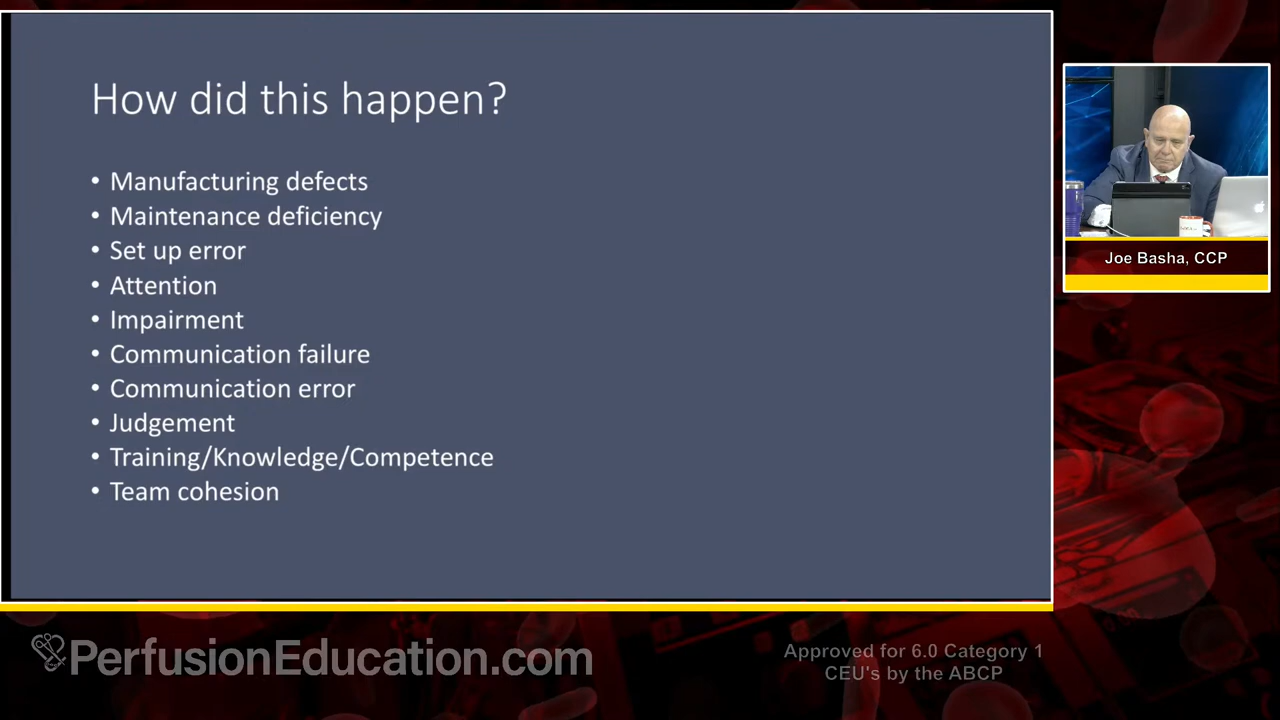 How did this happen?
• Manufacturing defects
• Maintenance deficiency
• Set up error
• Attention
• Impairment
• Communication failure
• Communication error
• Judgement
• Training/Knowledge/Competence
• Team cohesion
Joe Basha, CCP
PerfusionEducation.com
Approved for 6.0 Category 1
CEU's by the ABCP